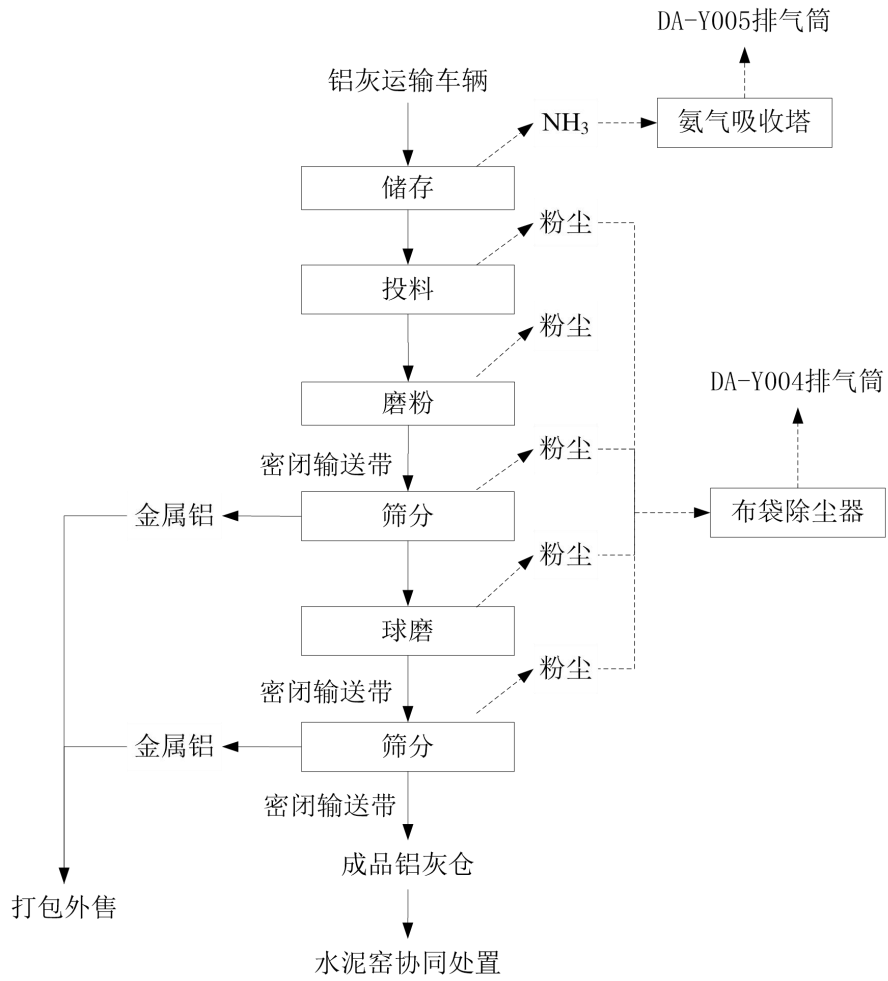 DA-Y005排气筒
铝灰运输车辆
NH₃
氨气吸收塔
储存
粉尘
投料
粉尘
DA-Y004排气筒
磨粉
粉尘
密闭输送带
金属铝
筛分
布袋除尘器
粉尘
球磨
粉尘
密闭输送带
金属铝
筛分
密闭输送带
成品铝灰仓
打包外售
水泥窑协同处置